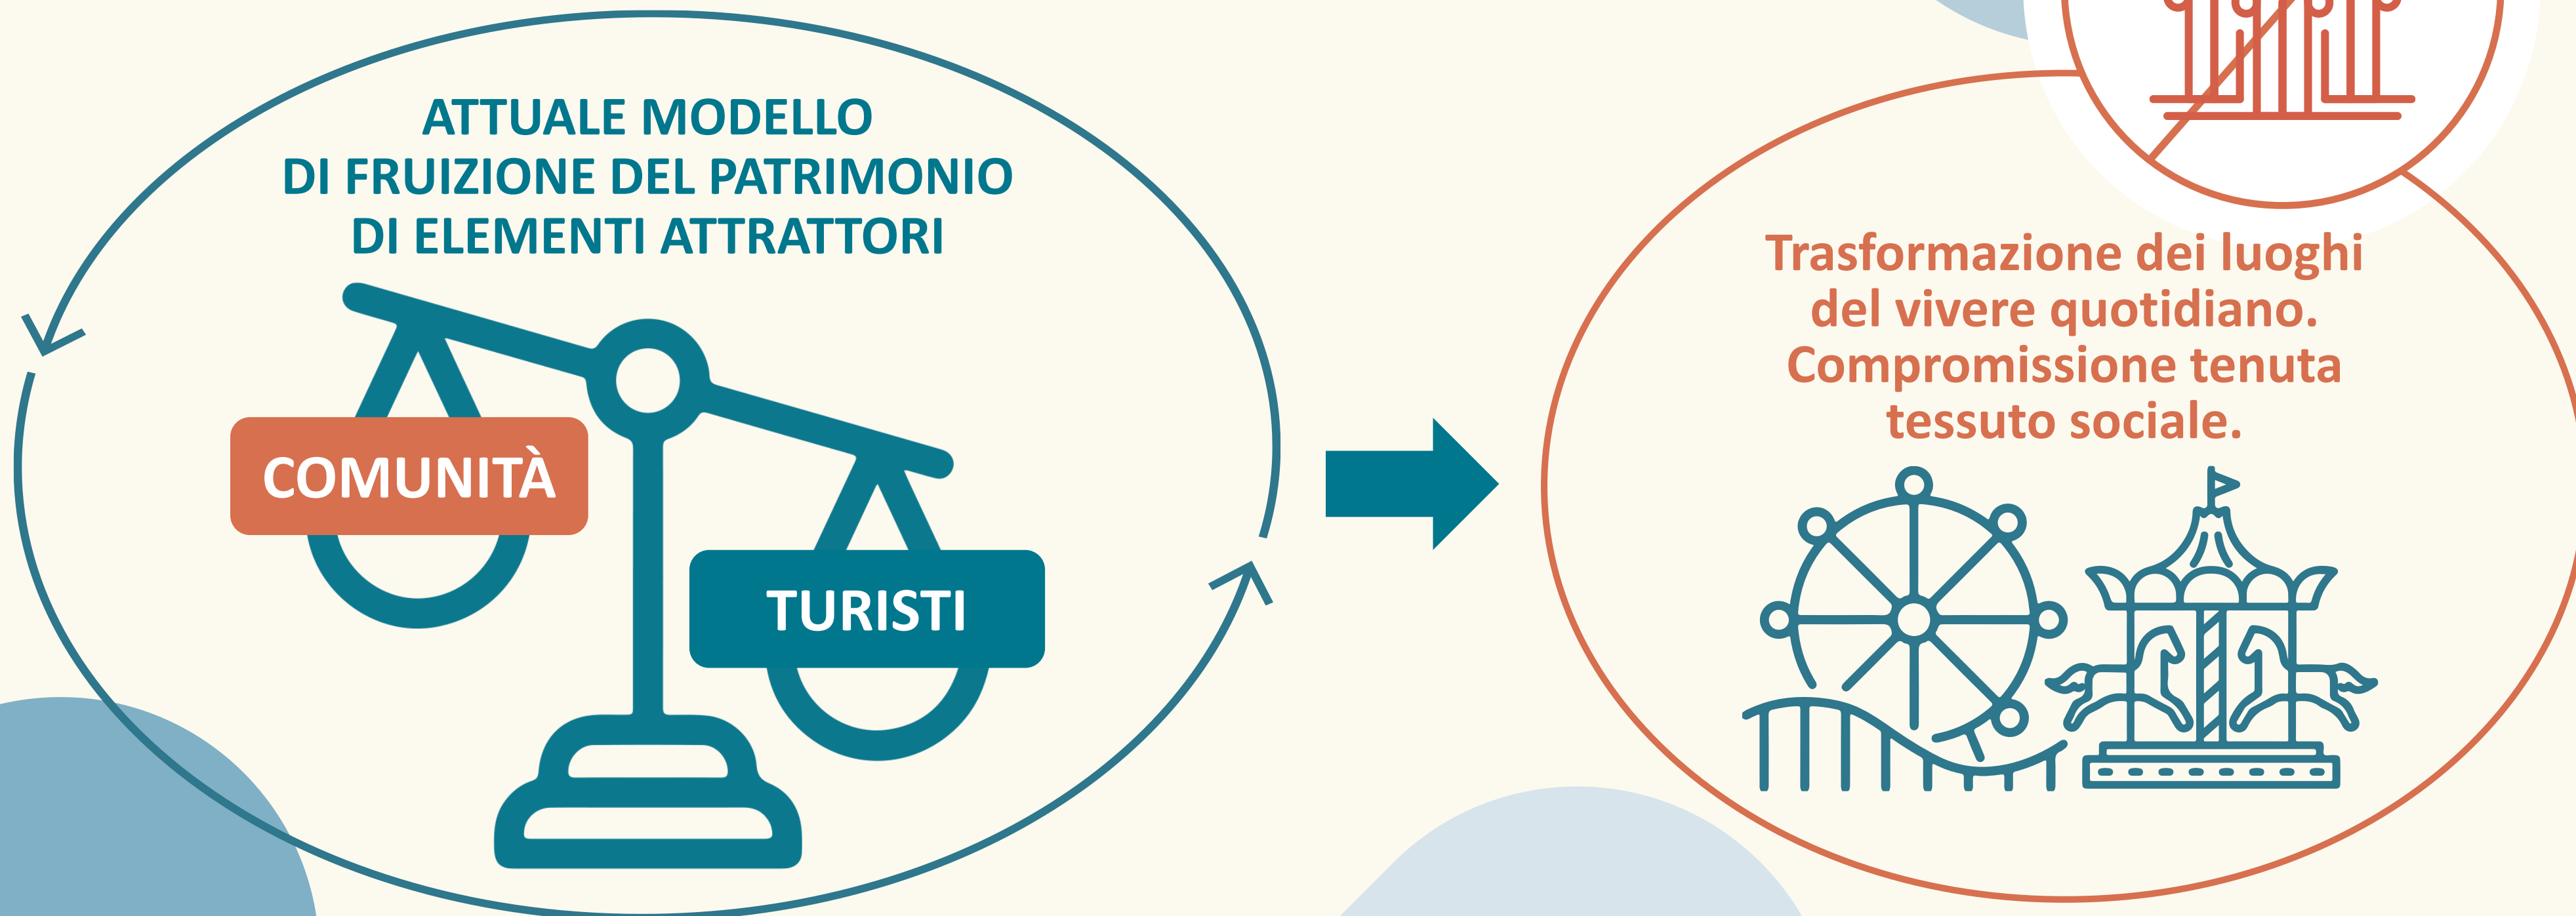 ATTUALE MODELLO
DI FRUIZIONE DEL PATRIMONIO
DI ELEMENTI ATTRATTORI
COMUNITÀ
TURISTI
Trasformazione dei luoghi
del vivere quotidiano.
Compromissione tenuta
tessuto sociale.